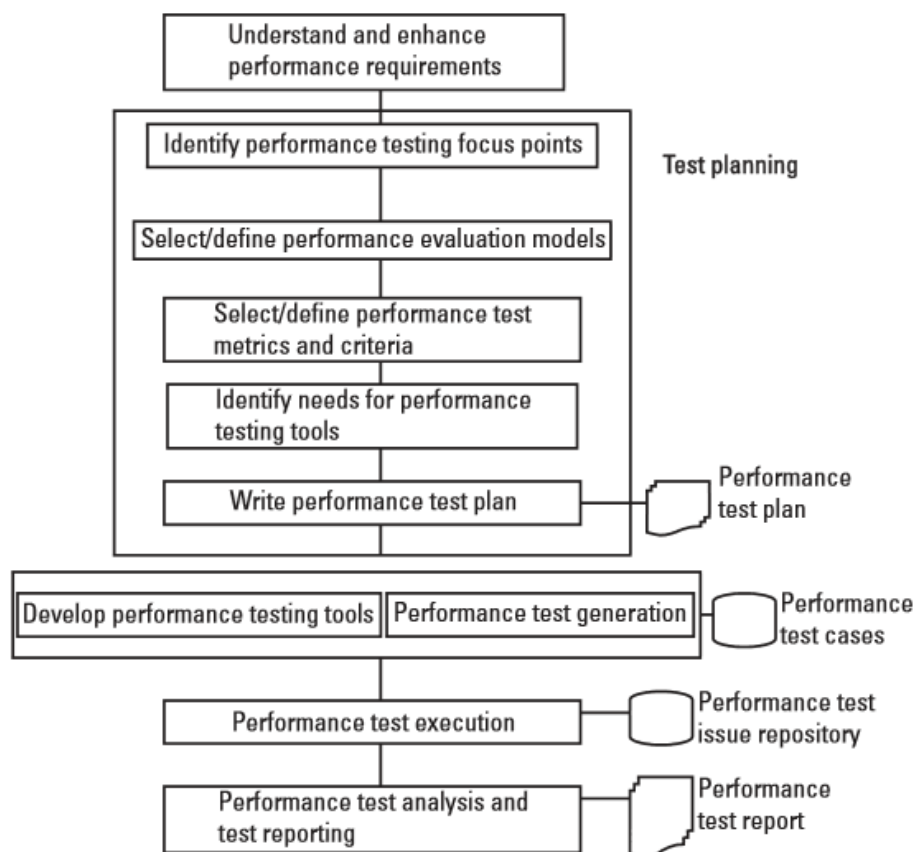 Understand and enhance
performance requirements
Identify performance testing focus points
Test planning
Select/define performance evaluation models
Select/define performance test
metrics and criteria
Identify needs for performance
testing tools
Write performance test plan
Performance
test plan
Develop performance testing tools
Performance test generation
Performance
test cases
Performance test execution
Performance test
issue repository
Performance test analysis and
test reporting
Performance
test report